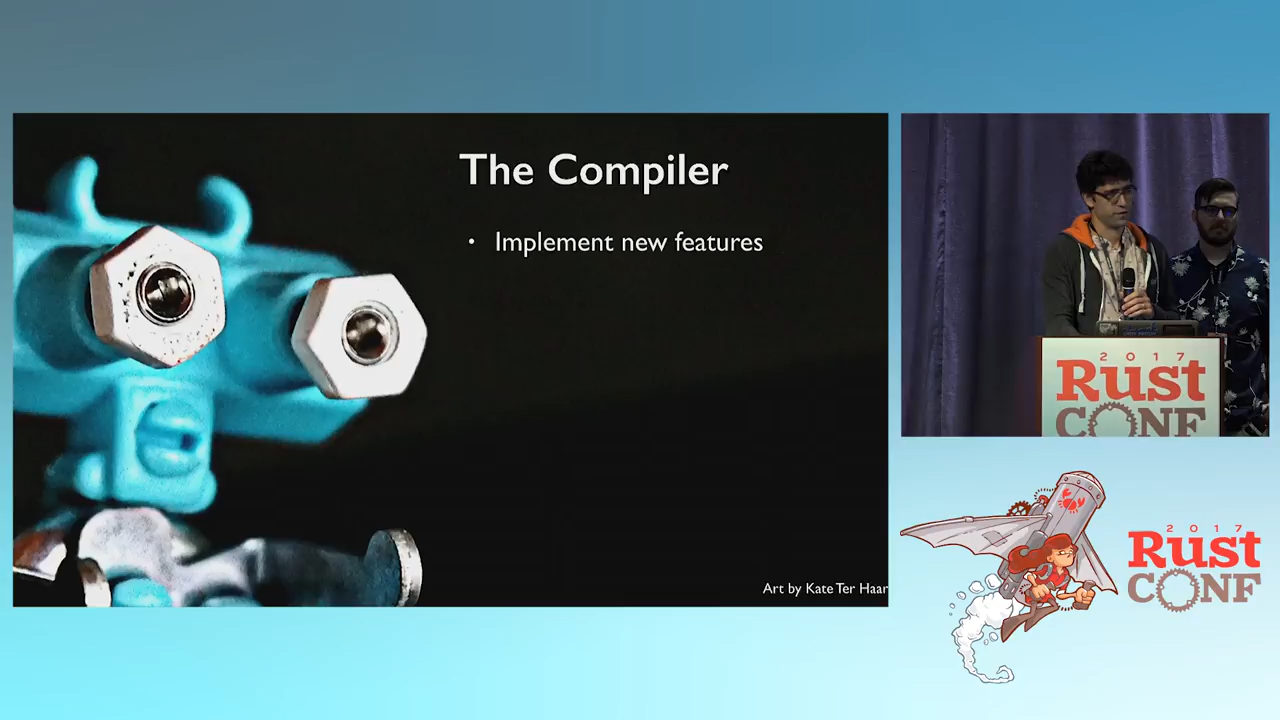 The Compiler
• Implement new features
Art by Kate Ter Haar
2017
Rust
CONF
2017
Rust
CONF